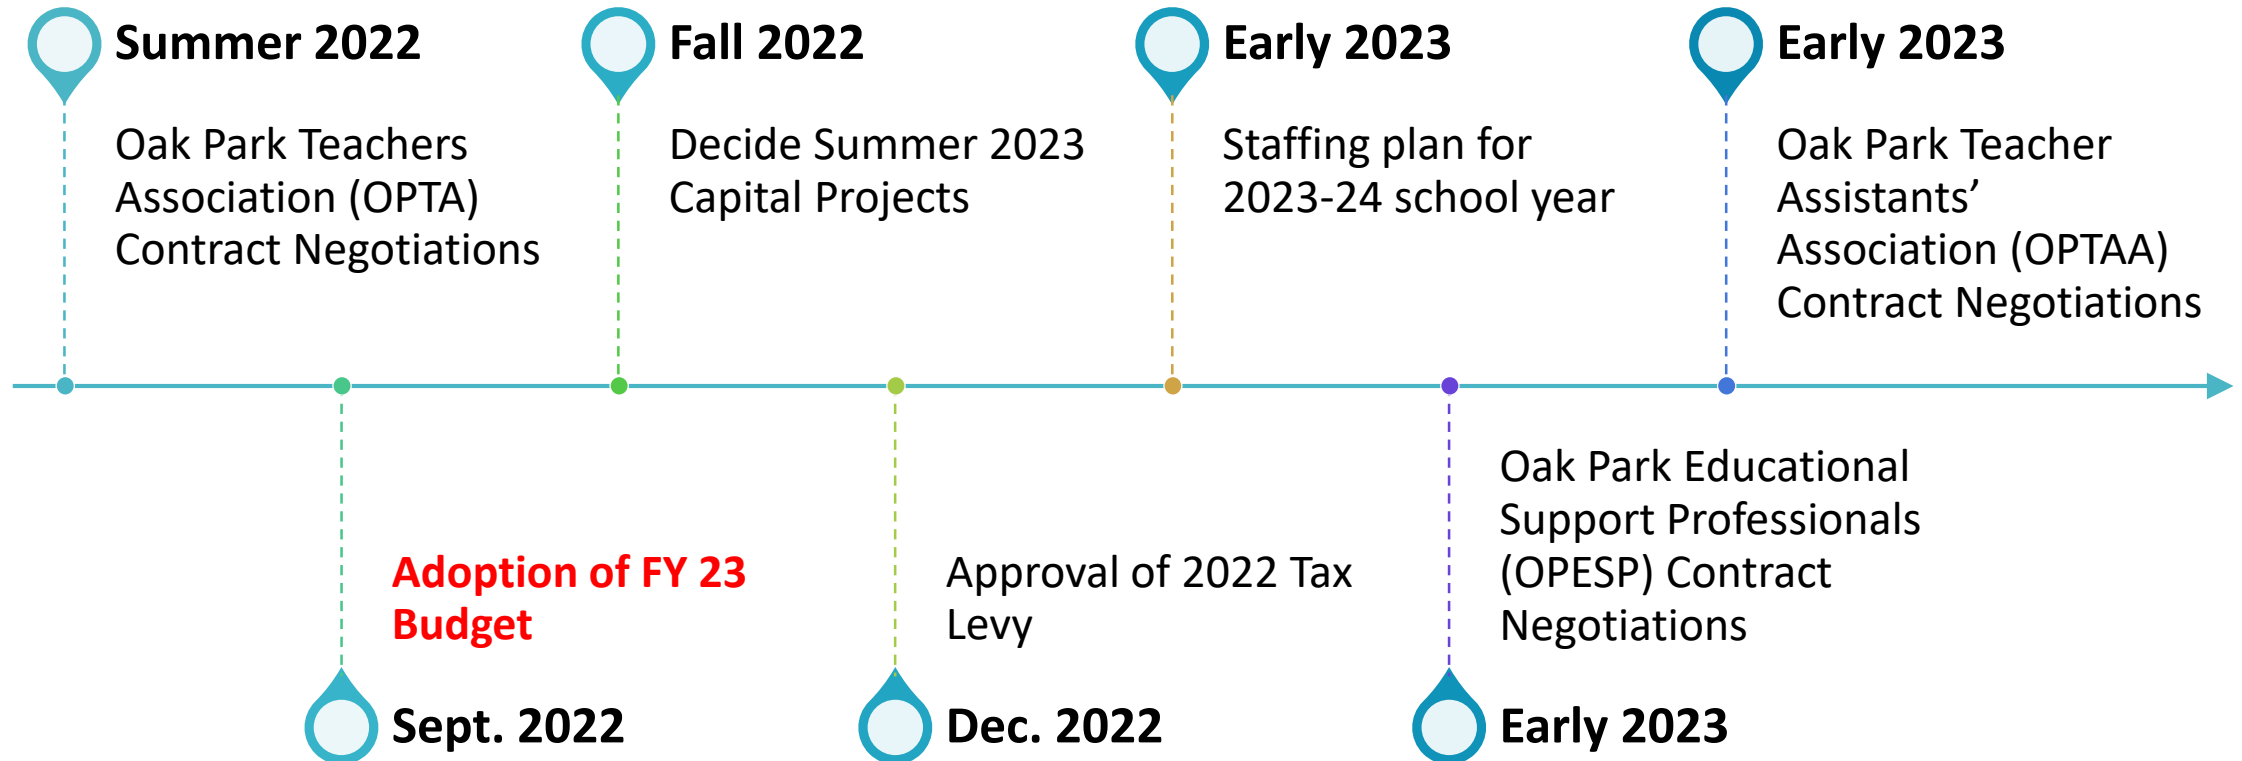 Summer 2022
Oak Park Teachers
Association (OPTA)
Contract Negotiations
Adoption of FY 23
Budget
Sept. 2022
Fall 2022
Decide Summer 2023
Capital Projects
Approval of 2022 Tax
Levy
Dec. 2022
Early 2023
Staffing plan for
2023-24 school year
Oak Park Educational
Support Professionals
(OPESP) Contract
Negotiations
Early 2023
Early 2023
Oak Park Teacher
Assistants’
Association (OPTAA)
Contract Negotiations